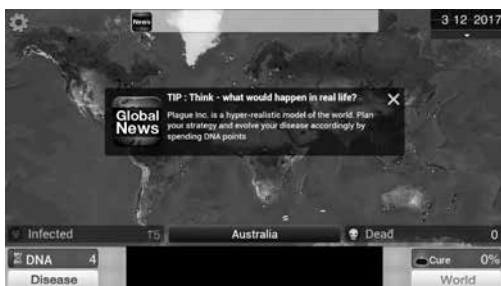 News
3 12 2017
TIP : Think - what would happen in real life?
Global
News
Plague Inc. is a hyper-realistic model of the world. Plan
your strategy and evolve your disease accordingly by
spending DNA points
Infected
Australia
Dead
0
DNA
4
Cure
0%
Disease
World